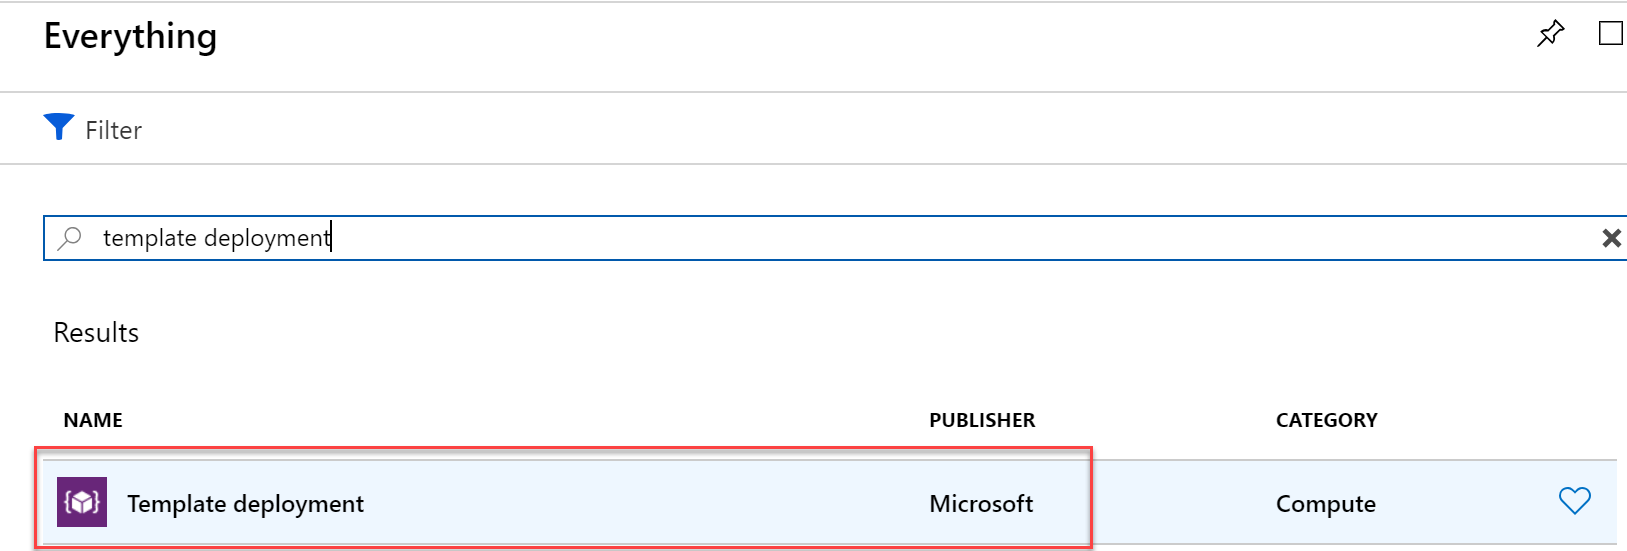 Everything
Filter
template deployment
Results
NAME PUBLISHER CATEGORY
Template deployment Microsoft Compute